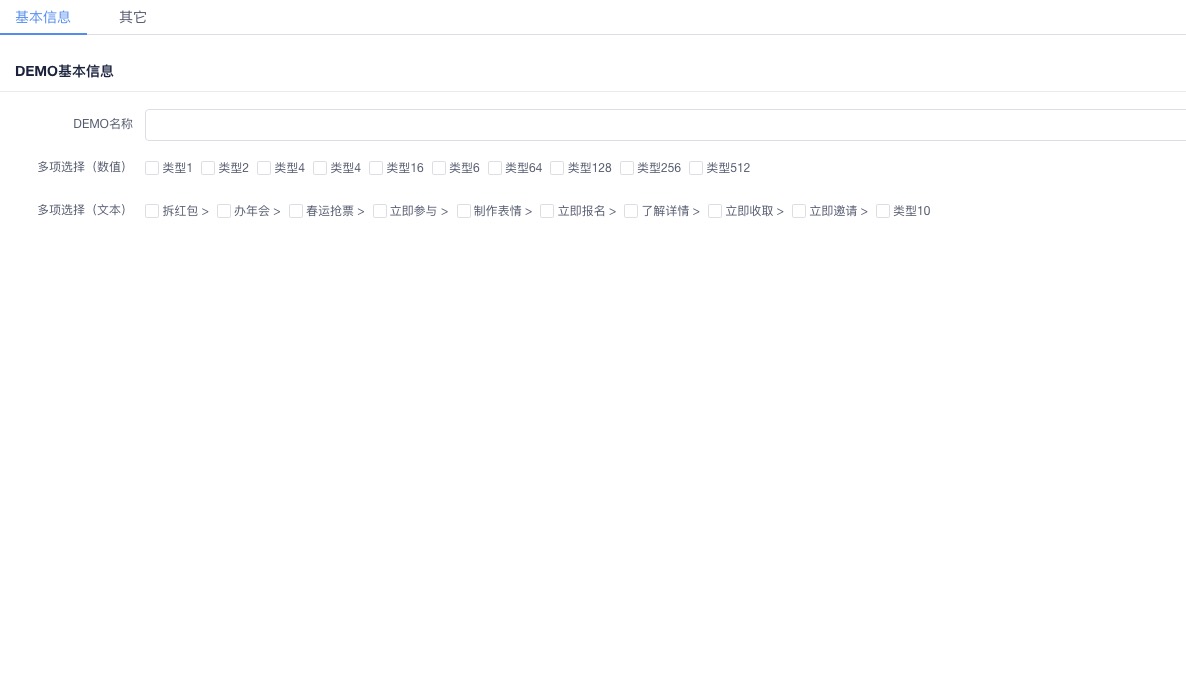 基本信息 其它
DEMO基本信息
DEMO名称
多项选择（数值） 类型1 类型2 类型4 类型4 类型16 类型6 类型64 类型128 类型256 类型512
多项选择（文本） 拆红包 > 办年会 > 春运抢票 > 立即参与 > 制作表情 > 立即报名 > 了解详情 > 立即收取 > 立即邀请 > 类型10